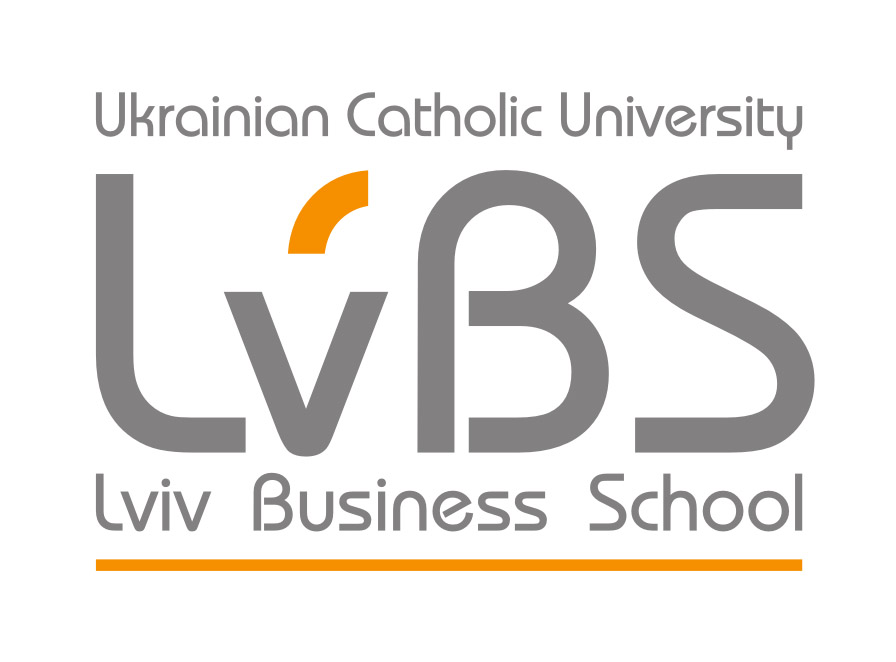 Ukrainian Catholic University
LvBS
Lviv Business School